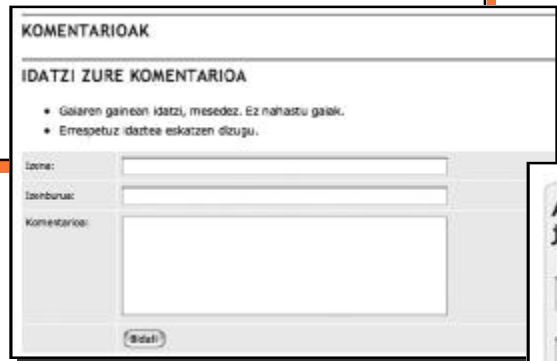 KOMENTARIOAK
IDATZI ZURE KOMENTARIOA
• Gaiaren gainean idatzi, mesedez. Ez nahastu gaiak.
• Errespetuz idaztea eskatzen dizugu.
Izena:
Izenburua:
Komentarioa:
Bidali